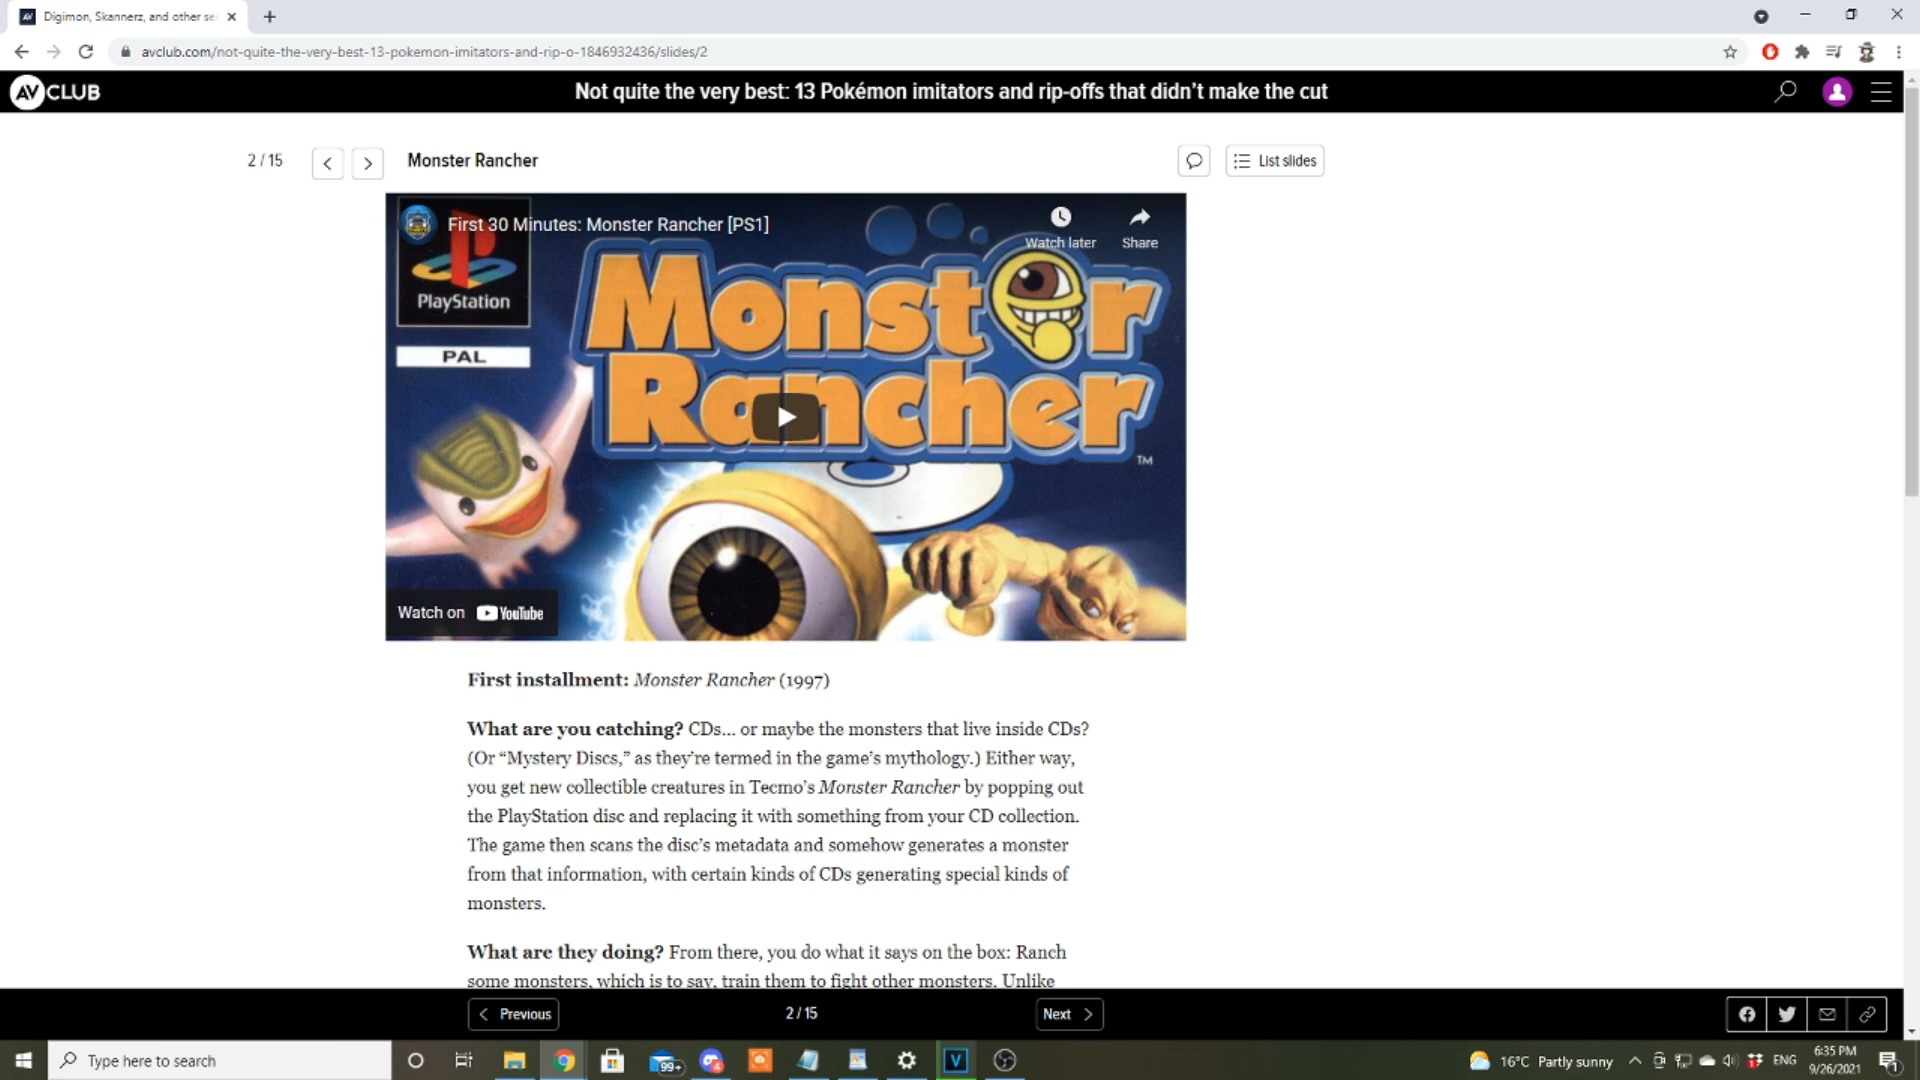 Digimon, Skannerz, and other se
avclub.com/not-quite-the-very-best-13-pokemon-imitators-and-rip-o-1846932436/slides/2
AV CLUB
Not quite the very best: 13 Pokémon imitators and rip-offs that didn’t make the cut
2 / 15
Monster Rancher
List slides
First 30 Minutes: Monster Rancher [PS1]
Watch later
Share
PlayStation
PAL
Monster
Rancher
TM
Watch on YouTube
First installment: Monster Rancher (1997)
What are you catching? CDs... or maybe the monsters that live inside CDs?
(Or “Mystery Discs,” as they’re termed in the game’s mythology.) Either way,
you get new collectible creatures in Tecmo’s Monster Rancher by popping out
the PlayStation disc and replacing it with something from your CD collection.
The game then scans the disc’s metadata and somehow generates a monster
from that information, with certain kinds of CDs generating special kinds of
monsters.
What are they doing? From there, you do what it says on the box: Ranch
some monsters, which is to say, train them to fight other monsters. Unlike
Previous
2 / 15
Next
Type here to search
99+
4
V
16°C Partly sunny
ENG
6:35 PM
9/26/2021
1